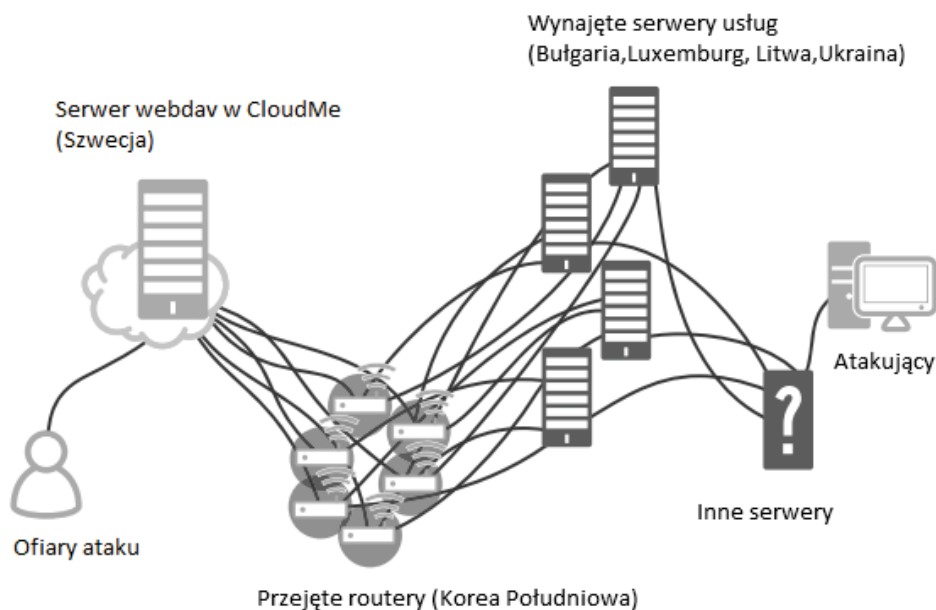 Wynajęte serwery usług
(Bułgaria,Luxemburg, Litwa,Ukraina)
Serwer webdav w CloudMe
(Szwecja)
Atakujący
?
Inne serwery
Ofiary ataku
Przejęte routery (Korea Południowa)